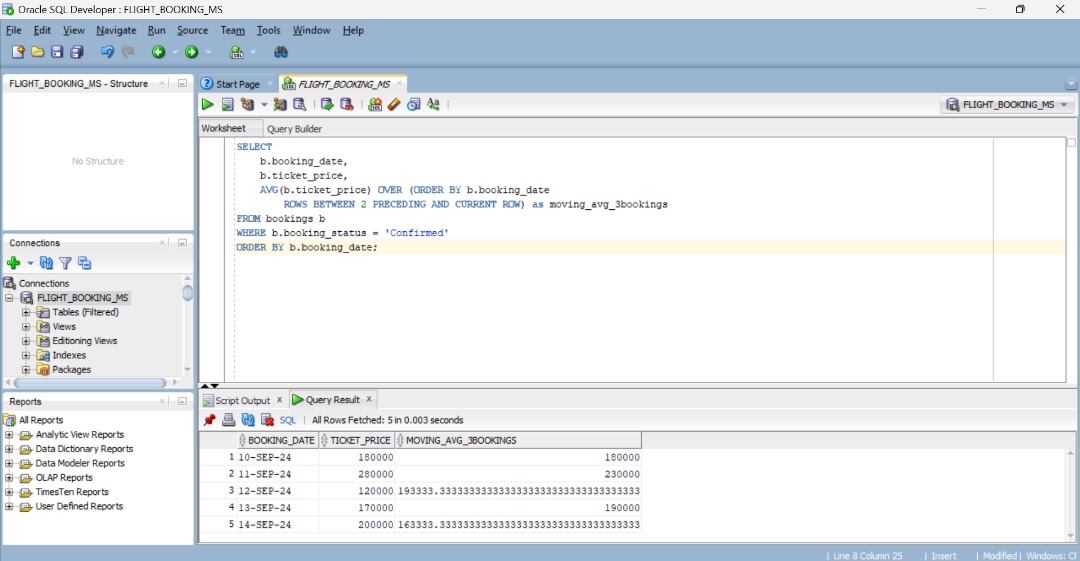 Oracle SQL Developer : FLIGHT_BOOKING_MS
File Edit View Navigate Run Source Team Tools Window Help
FLIGHT_BOOKING_MS - Structure
No Structure
Connections
Connections
FLIGHT_BOOKING_MS
Tables (Filtered)
Views
Editioning Views
Indexes
Packages
Reports
All Reports
Analytic View Reports
Data Dictionary Reports
Data Modeler Reports
OLAP Reports
TimesTen Reports
User Defined Reports
Start Page FLIGHT_BOOKING_MS
FLIGHT_BOOKING_MS
Worksheet Query Builder
SELECT
b.booking_date,
b.ticket_price,
AVG(b.ticket_price) OVER (ORDER BY b.booking_date
ROWS BETWEEN 2 PRECEDING AND CURRENT ROW) as moving_avg_3bookings
FROM bookings b
WHERE b.booking_status = 'Confirmed'
ORDER BY b.booking_date;
Script Output x Query Result x
SQL | All Rows Fetched: 5 in 0.003 seconds
BOOKING_DATE TICKET_PRICE MOVING_AVG_3BOOKINGS
1 10-SEP-24 180000 180000
2 11-SEP-24 280000 230000
3 12-SEP-24 120000 193333.3333333333333333333333333333333333
4 13-SEP-24 170000 190000
5 14-SEP-24 200000 163333.3333333333333333333333333333333333
Line 8 Column 25 | Insert | Modified | Windows: